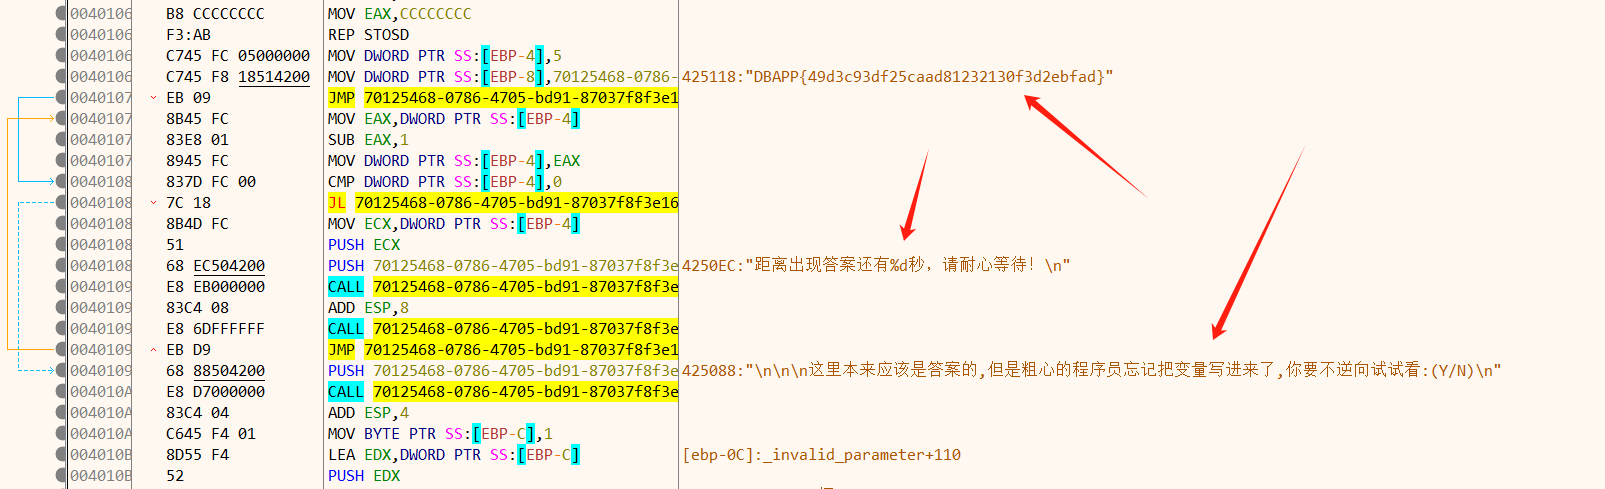 0040106 B8 CCCCCCCC MOV EAX,CCCCCCCC
0040106 F3:AB REP STOSD
0040106 C745 FC 05000000 MOV DWORD PTR SS:[EBP-4],5
0040106 C745 F8 18514200 MOV DWORD PTR SS:[EBP-8],70125468-0786- 425118:"DBAPP{49d3c93df25caad81232130f3d2ebfad}"
0040107 EB 09 JMP 70125468-0786-4705-bd91-87037f8f3e1
0040107 8B45 FC MOV EAX,DWORD PTR SS:[EBP-4]
0040107 83E8 01 SUB EAX,1
0040107 8945 FC MOV DWORD PTR SS:[EBP-4],EAX
0040108 837D FC 00 CMP DWORD PTR SS:[EBP-4],0
0040108 7C 18 JL 70125468-0786-4705-bd91-87037f8f3e16
0040108 8B4D FC MOV ECX,DWORD PTR SS:[EBP-4]
0040108 51 PUSH ECX
0040108 68 EC504200 PUSH 70125468-0786-4705-bd91-87037f8f3e 4250EC:"距离出现答案还有%d秒，请耐心等待！\n"
0040109 E8 EB000000 CALL 70125468-0786-4705-bd91-87037f8f3e
0040109 83C4 08 ADD ESP,8
0040109 E8 6DFFFFFF CALL 70125468-0786-4705-bd91-87037f8f3e
0040109 EB D9 JMP 70125468-0786-4705-bd91-87037f8f3e1
0040109 68 88504200 PUSH 70125468-0786-4705-bd91-87037f8f3e 425088:"\n\n\n这里本来应该是答案的,但是粗心的程序员忘记把变量写进来了,你要不逆向试试看:(Y/N)\n"
004010A E8 D7000000 CALL 70125468-0786-4705-bd91-87037f8f3e
004010A 83C4 04 ADD ESP,4
004010A C645 F4 01 MOV BYTE PTR SS:[EBP-C],1
004010B 8D55 F4 LEA EDX,DWORD PTR SS:[EBP-C] [ebp-0C]:_invalid_parameter+110
004010B 52 PUSH EDX